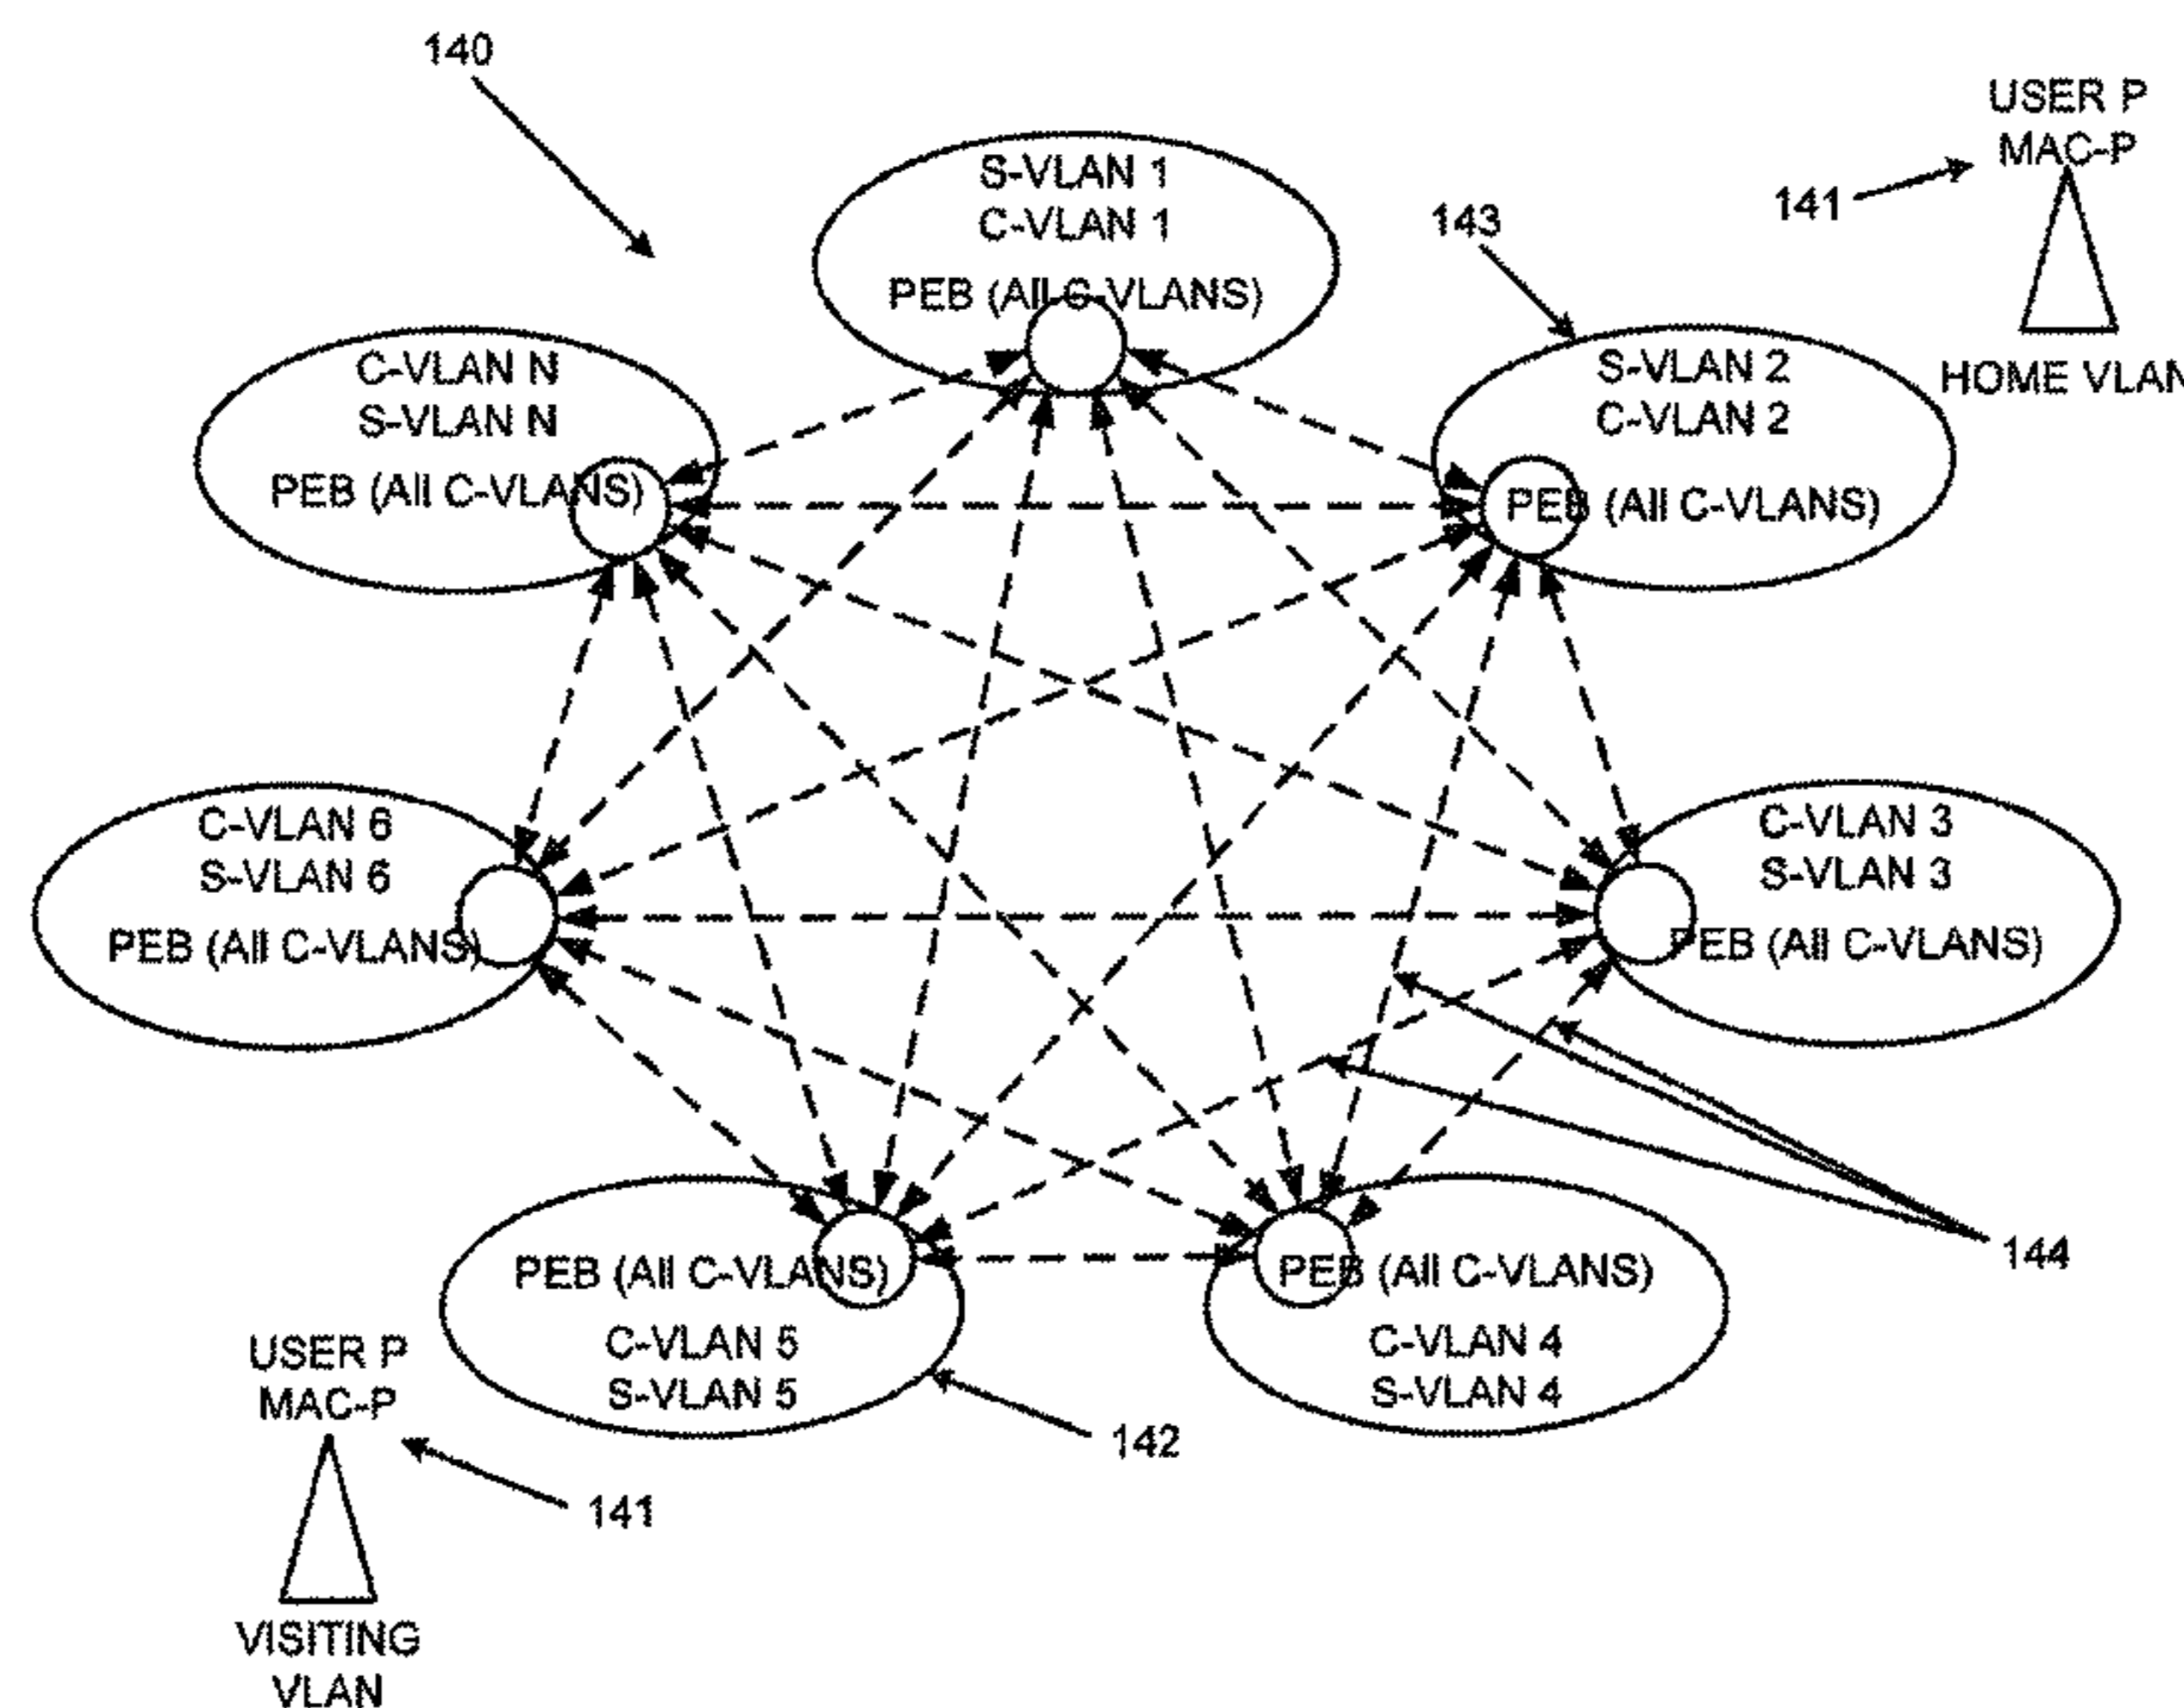 140
USER P
MAC-P
141
S-VLAN 1
C-VLAN 1
PEB (All C-VLANS)
143
C-VLAN N
S-VLAN N
PEB (All C-VLANS)
S-VLAN 2
C-VLAN 2
PEB (All C-VLANS)
HOME VLAN
C-VLAN 6
S-VLAN 6
PEB (All C-VLANS)
C-VLAN 3
S-VLAN 3
PEB (All C-VLANS)
144
PEB (All C-VLANS)
C-VLAN 5
S-VLAN 5
PEB (All C-VLANS)
C-VLAN 4
S-VLAN 4
142
USER P
MAC-P
141
VISITING
VLAN